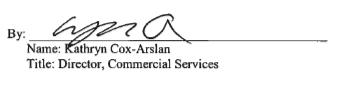 By:
Name: Kathryn Cox-Arslan
Title: Director, Commercial Services